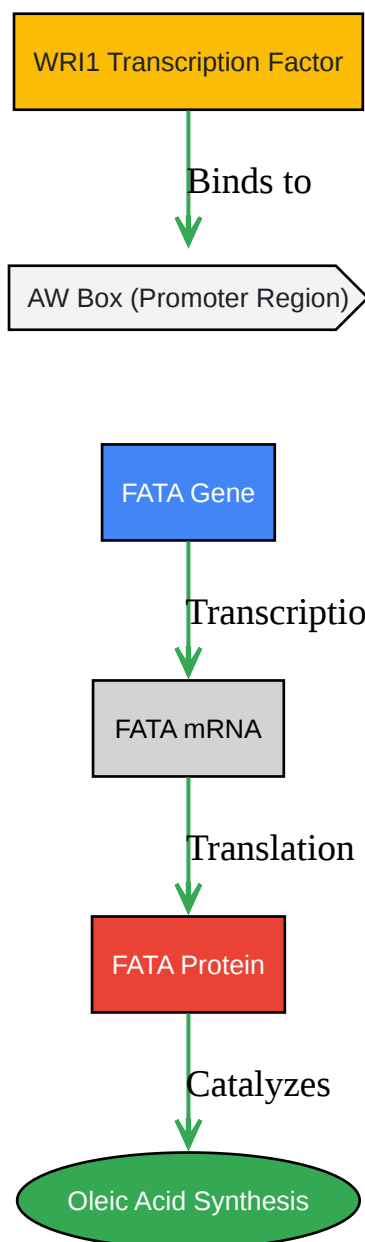 WRI1 Transcription Factor
Binds to
AW Box (Promoter Region)
FATA Gene
Transcriptio
FATA mRNA
Translation
FATA Protein
Catalyzes
Oleic Acid Synthesis